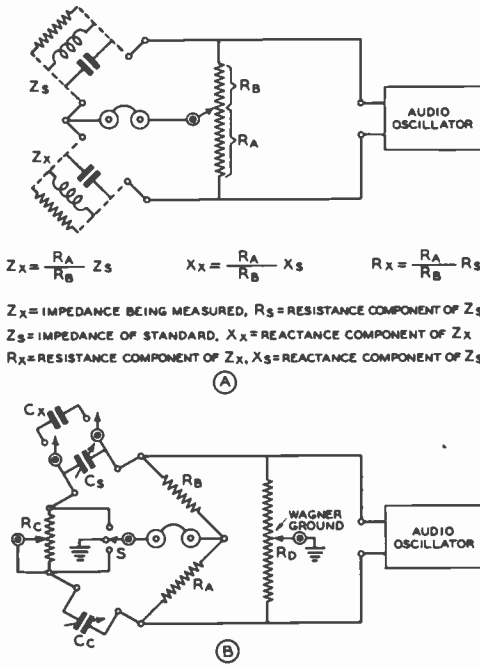 ZS
RB
RA
ZX
AUDIO
OSCILLATOR
ZX = RA/RB ZS XX = RA/RB XS RX = RA/RB RS
ZX = IMPEDANCE BEING MEASURED, RS = RESISTANCE COMPONENT OF ZS
ZS = IMPEDANCE OF STANDARD, XX = REACTANCE COMPONENT OF ZX
RX = RESISTANCE COMPONENT OF ZX, XS = REACTANCE COMPONENT OF ZS
A
CX
CS
RB
RC
S
WAGNER
GROUND
RD
RA
CC
AUDIO
OSCILLATOR
B